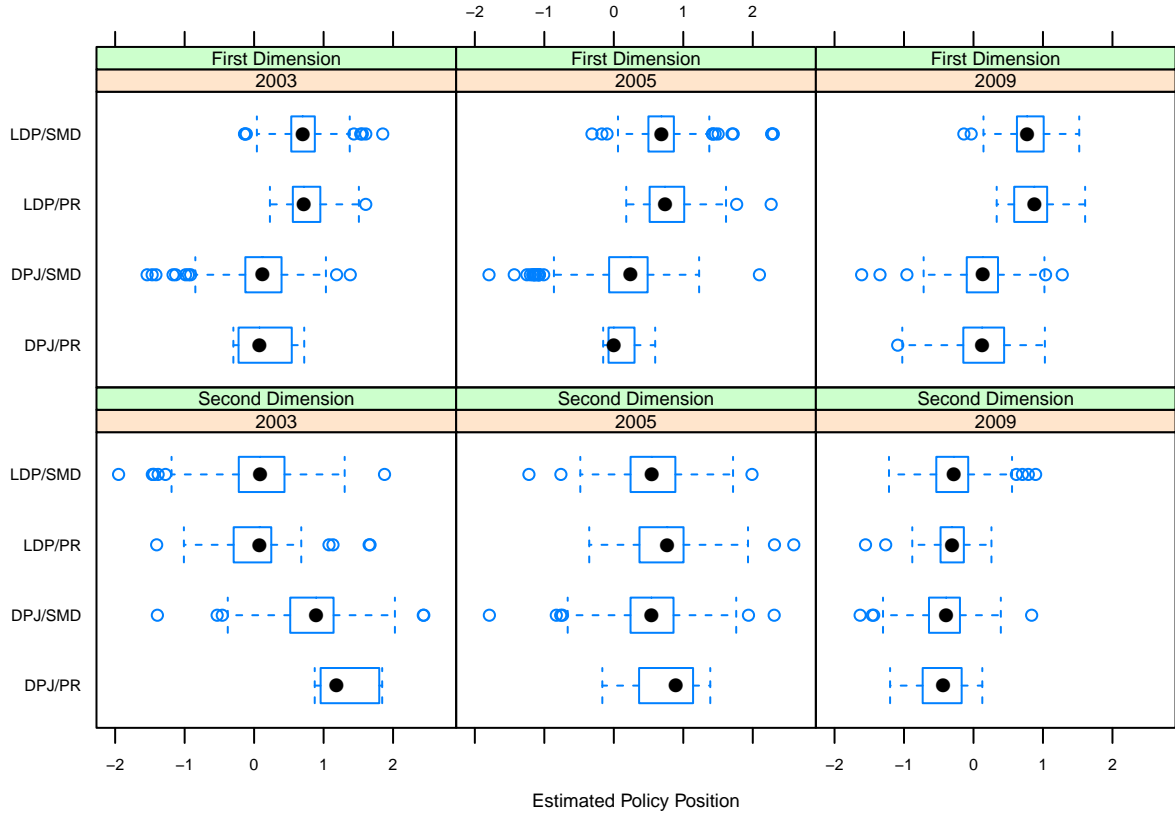 −2 −1 0 1 2
First Dimension First Dimension First Dimension
2003 2005 2009
LDP/SMD
LDP/PR
DPJ/SMD
DPJ/PR
Second Dimension Second Dimension Second Dimension
2003 2005 2009
LDP/SMD
LDP/PR
DPJ/SMD
DPJ/PR
−2 −1 0 1 2 −2 −1 0 1 2
Estimated Policy Position